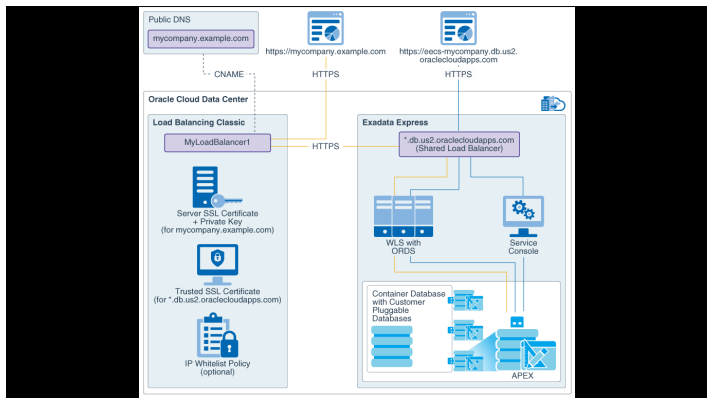 Public DNS
mycompany.example.com
https://mycompany.example.com
https://eecs-mycompany.db.us2.
oraclecloudapps.com
CNAME
HTTPS
HTTPS
Oracle Cloud Data Center
Load Balancing Classic
MyLoadBalancer1
HTTPS
Exadata Express
*.db.us2.oraclecloudapps.com
(Shared Load Balancer)
Server SSL Certificate
+ Private Key
(for mycompany.example.com)
Trusted SSL Certificate
(for *.db.us2.oraclecloudapps.com)
IP Whitelist Policy
(optional)
WLS with
ORDS
Service
Console
Container Database
with Customer
Pluggable
Databases
APEX